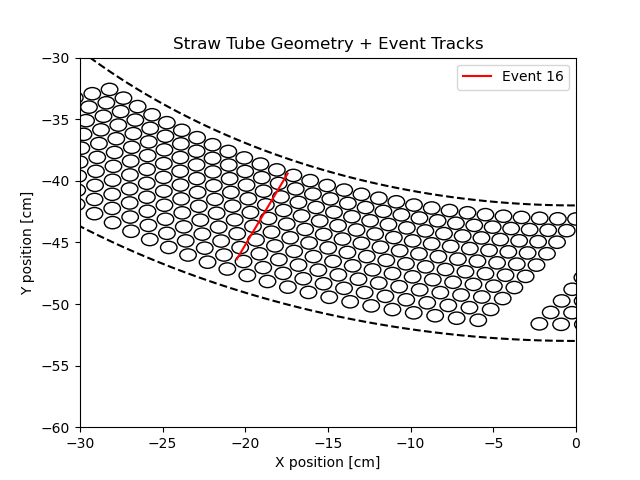 Straw Tube Geometry + Event Tracks
Event 16
Y position [cm]
−30
−35
−40
−45
−50
−55
−60
−30 −25 −20 −15 −10 −5 0
X position [cm]